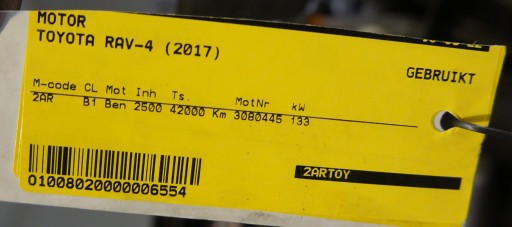 MOTOR
TOYOTA RAV-4 (2017)
GEBRUIKT
M-code CL Mot Inh Ts. MotNr kW
2AR B1 Ben 2500 42000 Km 3080445 133
01008020000006554
2ARTOY